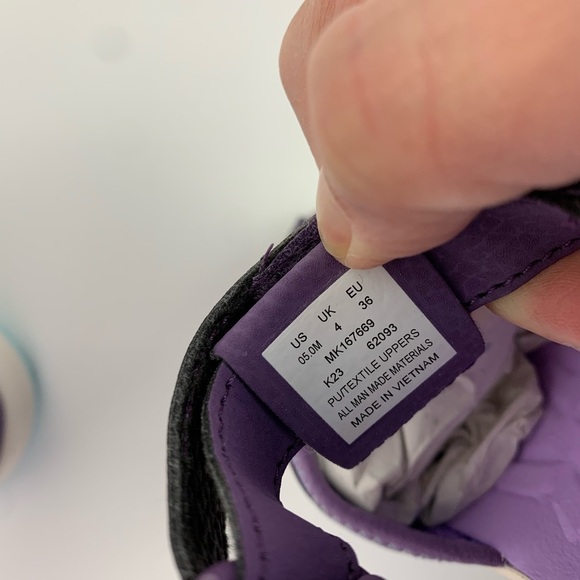 US UK EU
05.0M 4 36
MK167669
K23 62093
PU/TEXTILE UPPERS
ALL MAN MADE MATERIALS
MADE IN VIETNAM